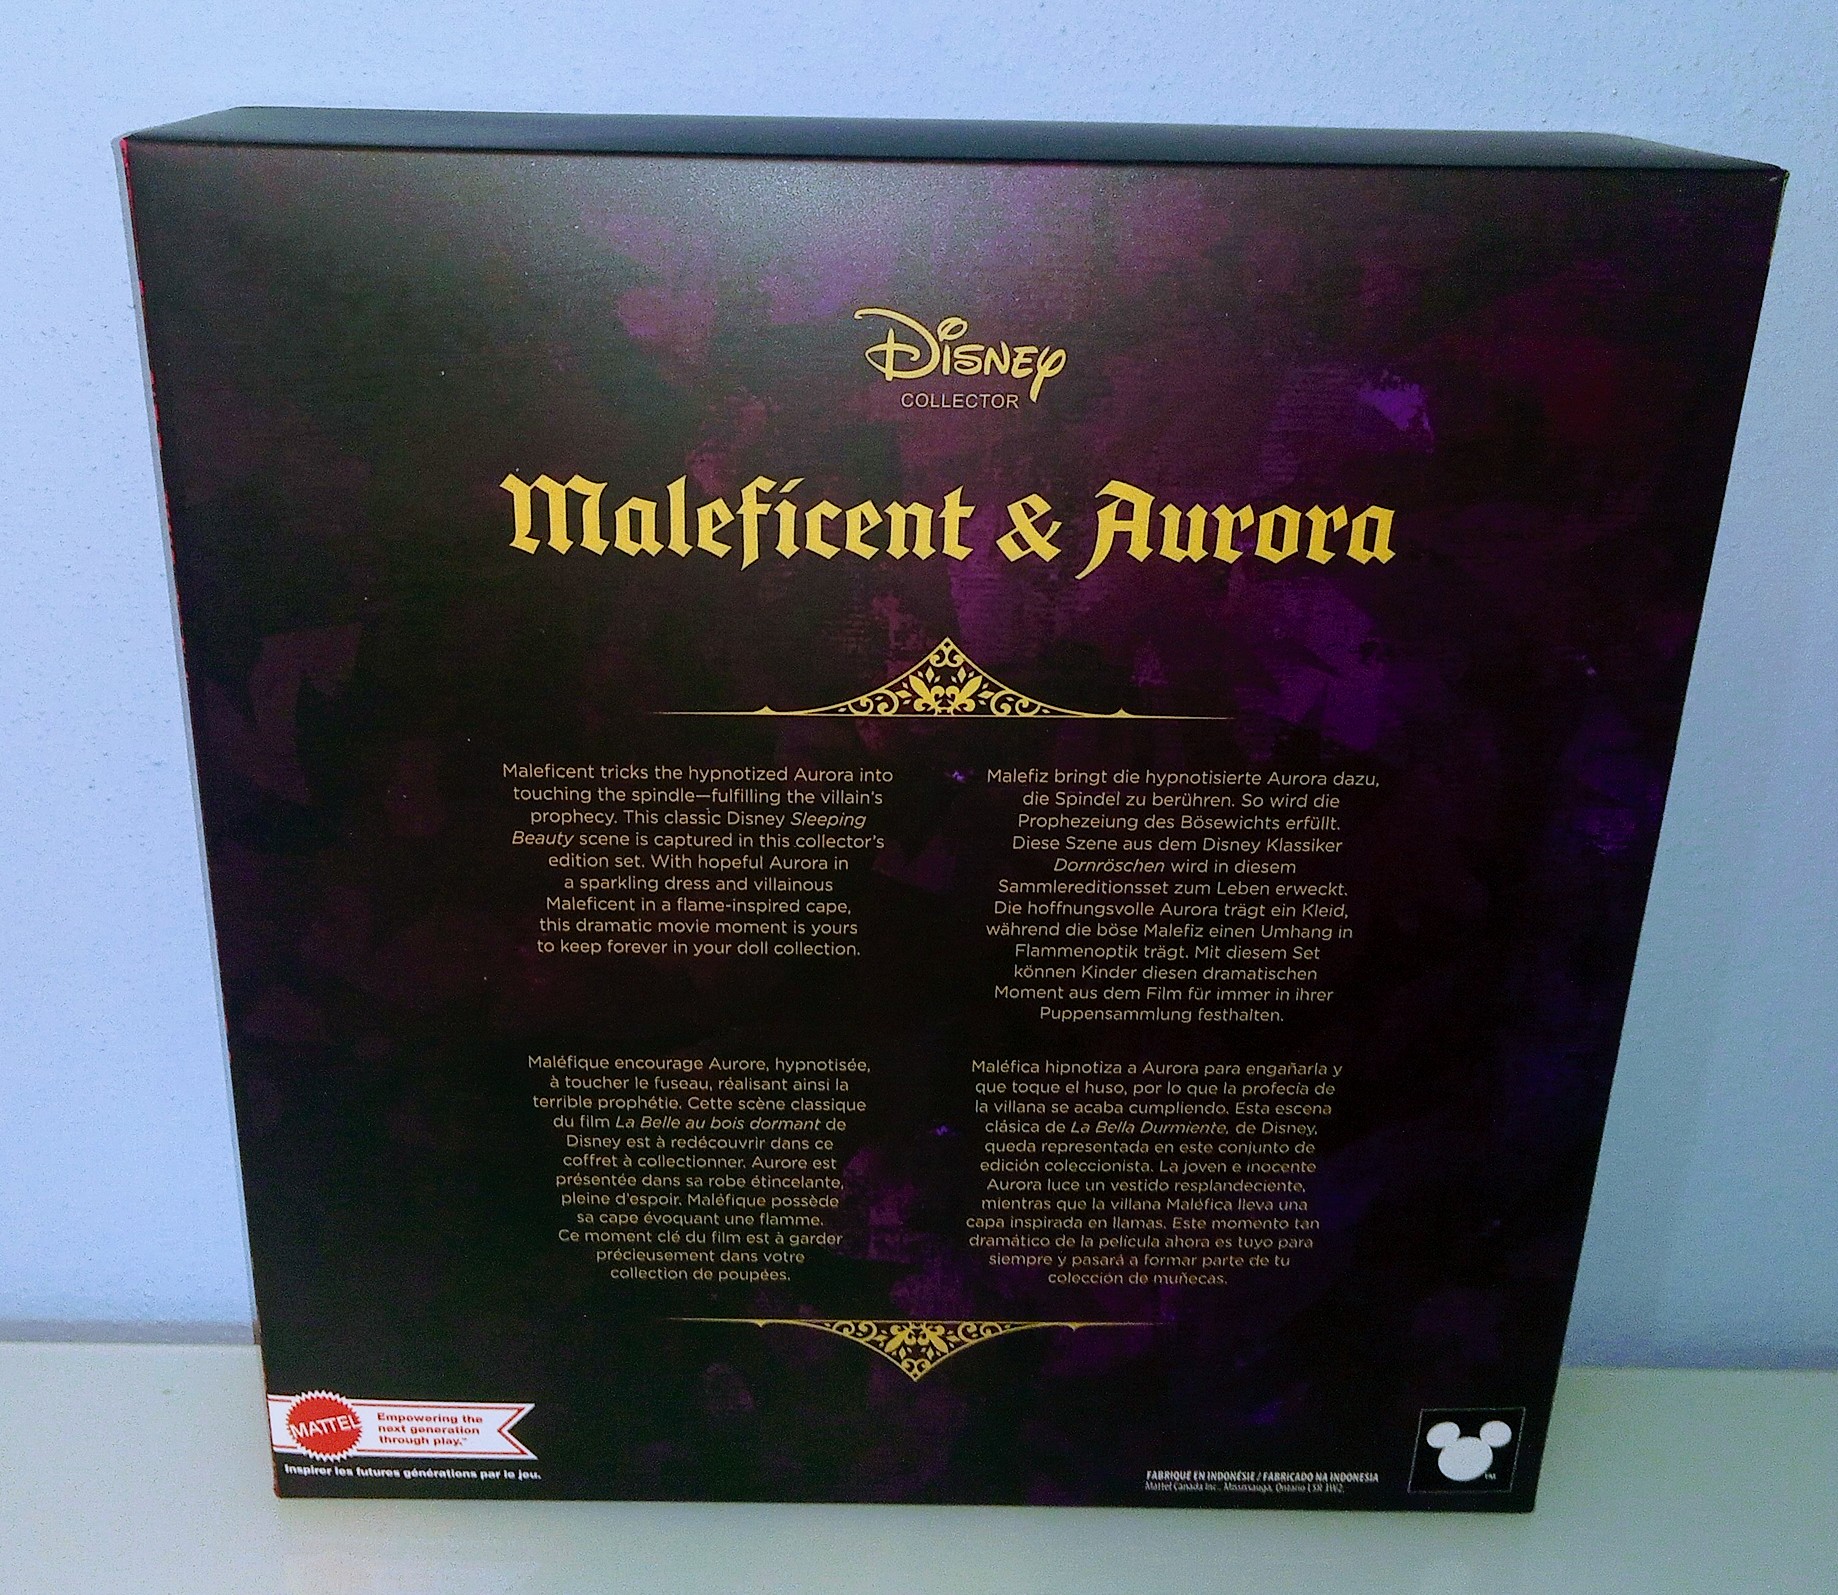 Disney
COLLECTOR
Maleficent & Aurora
Maleficent tricks the hypnotized Aurora into
touching the spindle—fulfilling the villain's
prophecy. This classic Disney Sleeping
Beauty scene is captured in this collector's
edition set. With hopeful Aurora in
a sparkling dress and villainous
Maleficent in a flame-inspired cape,
this dramatic movie moment is yours
to keep forever in your doll collection.
Malefiz bringt die hypnotisierte Aurora dazu,
die Spindel zu berühren. So wird die
Prophezeiung des Bösewichts erfüllt.
Diese Szene aus dem Disney Klassiker
Dornröschen wird in diesem
Sammlereditionsset zum Leben erweckt.
Die hoffnungsvolle Aurora trägt ein Kleid,
während die böse Malefiz einen Umhang in
Flammenoptik trägt. Mit diesem Set
können Kinder diesen dramatischen
Moment aus dem Film für immer in ihrer
Puppensammlung festhalten.
Maléfique encourage Aurore, hypnotisée,
à toucher le fuseau, réalisant ainsi la
terrible prophétie. Cette scène classique
du film La Belle au bois dormant de
Disney est à redécouvrir dans ce
coffret à collectionner. Aurore est
présentée dans sa robe étincelante,
pleine d'espoir. Maléfique possède
sa cape évoquant une flamme.
Ce moment clé du film est à garder
précieusement dans votre
collection de poupées.
Maléfica hipnotiza a Aurora para engañarla y
que toque el huso, por lo que la profecía de
la villana se acaba cumpliendo. Esta escena
clásica de La Bella Durmiente, de Disney,
queda representada en este conjunto de
edición coleccionista. La joven e inocente
Aurora luce un vestido resplandeciente,
mientras que la villana Maléfica lleva una
capa inspirada en llamas. Este momento tan
dramático de la película ahora es tuyo para
siempre y pasará a formar parte de tu
colección de muñecas.
MATTEL
Empowering the
next generation
through play.™
Inspirer les futures générations par le jeu.
FABRIQUÉ EN INDONÉSIE / FABRICADO NA INDONESIA
Mattel Canada Inc., Mississauga, Ontario L5R 3W2.